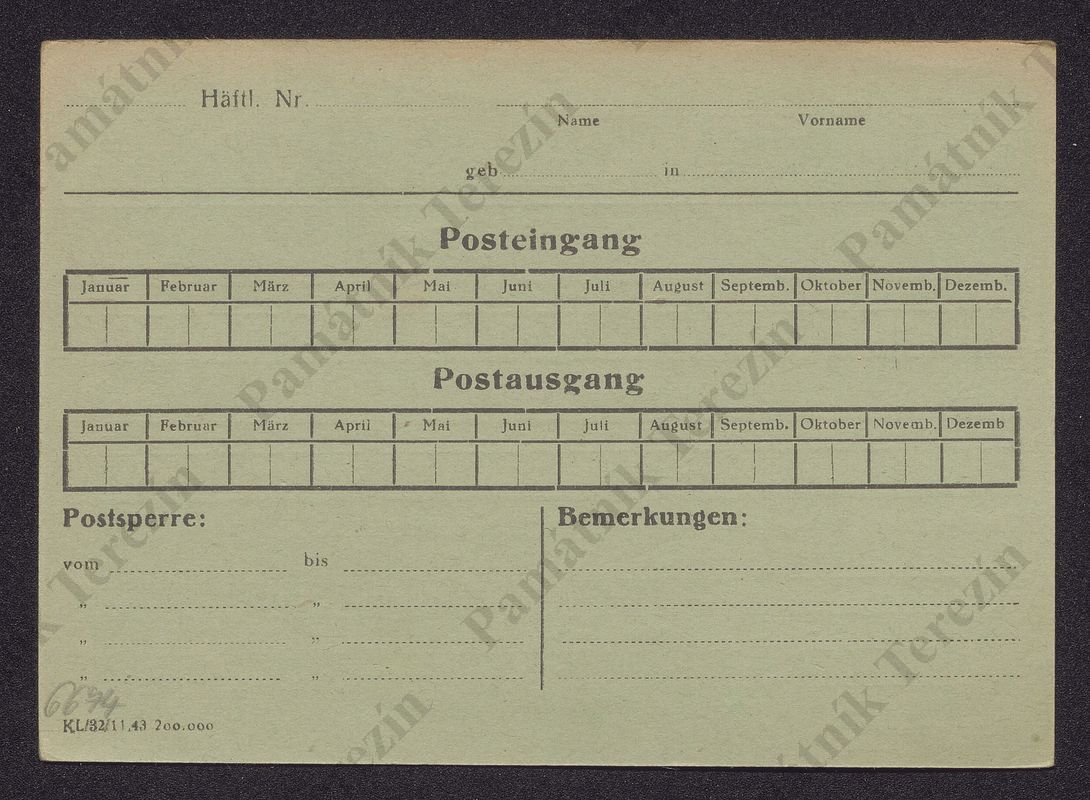 Häftl. Nr.
Name Vorname
geb. in
Posteingang
Januar Februar März April Mai Juni Juli August Septemb. Oktober Novemb. Dezemb.
Postausgang
Januar Februar März April Mai Juni Juli August Septemb. Oktober Novemb. Dezemb
Postsperre: Bemerkungen:
vom bis
„ „
„ „
„ „
6674
KL/32/11.43 200.000
Památník Terezín